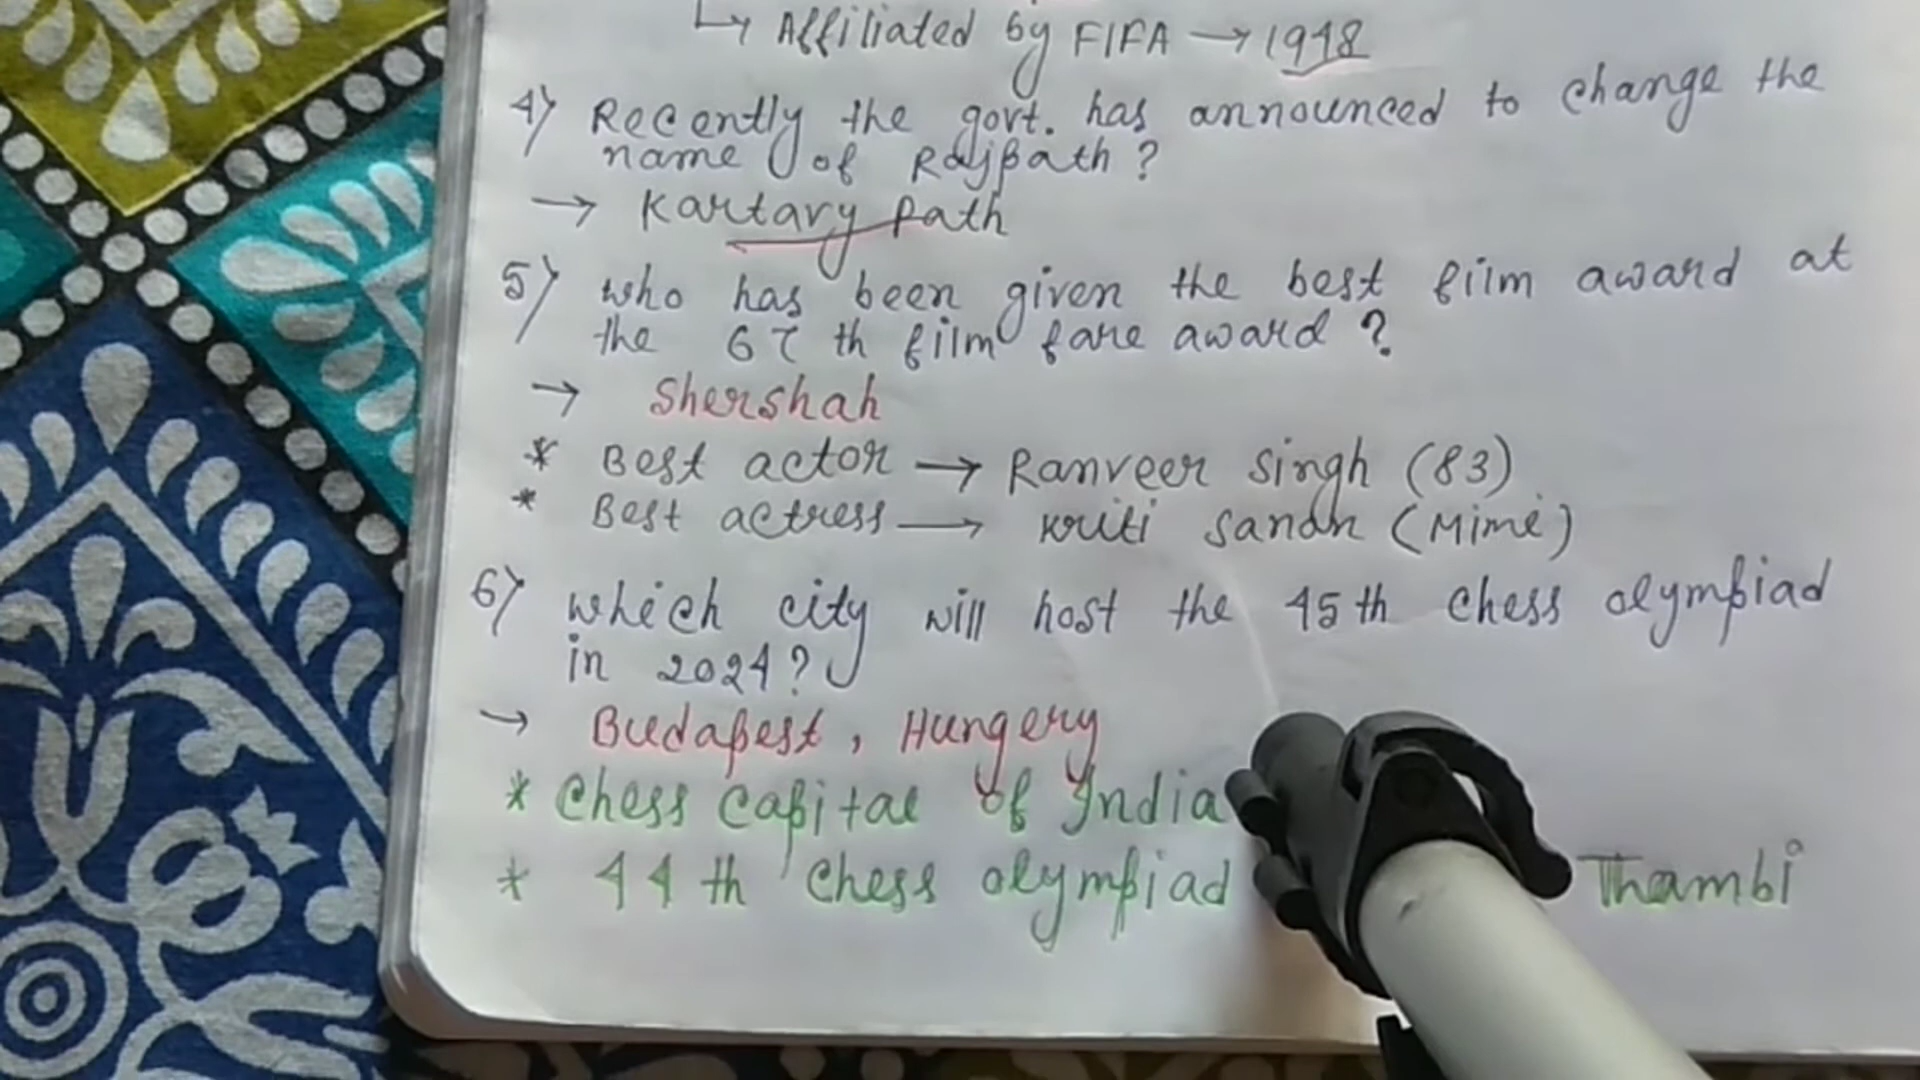 ↳ Affiliated by FIFA → 1948
4) Recently the govt. has announced to change the
name of Rajpath?
→ Kartavy Path
5) who has been given the best film award at
the 67 th film fare award?
→ Shershah
* Best actor → Ranveer Singh (83)
* Best actress → Kriti Sanon (Mimi)
6) which city will host the 45th chess olympiad
in 2024?
→ Budapest, Hungery
* Chess Capital of India
* 44th chess olympiad Thambi